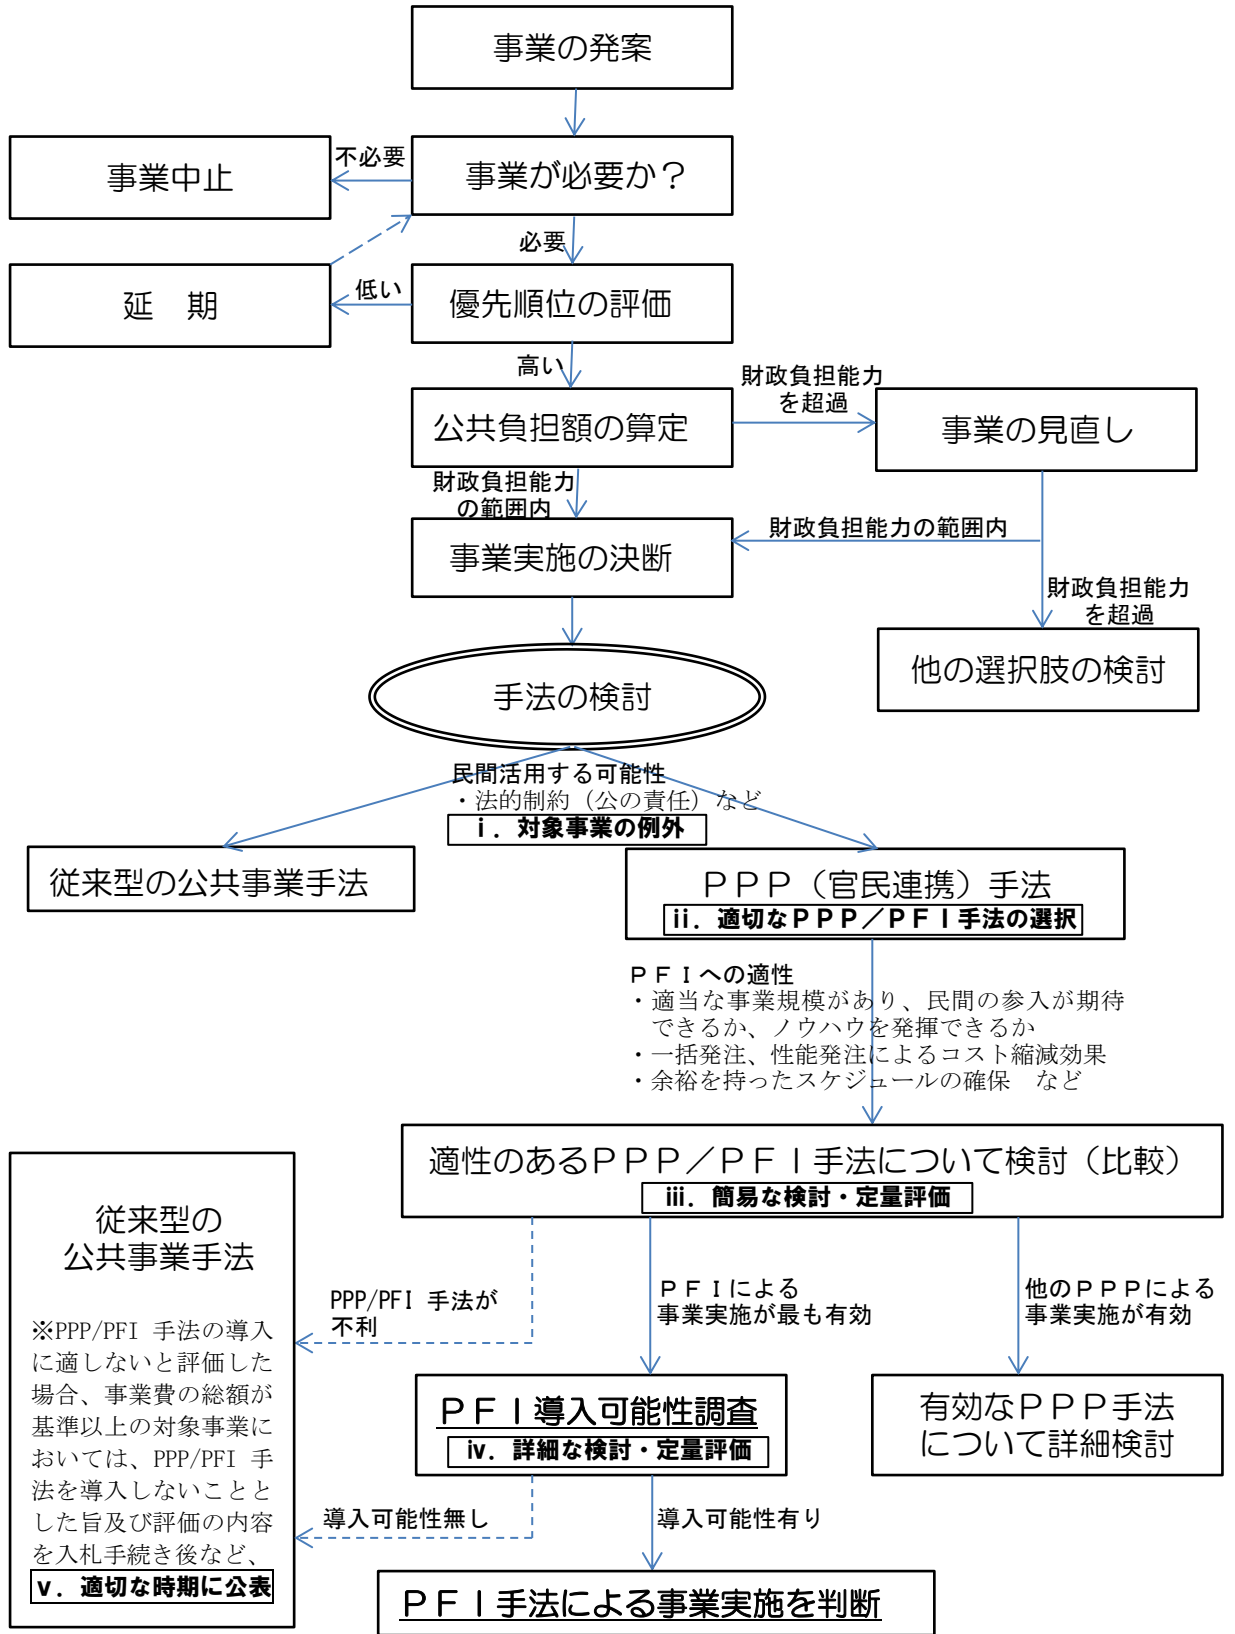 事業の発案
事業中止
不必要
事業が必要か？
必要
延　期
低い
優先順位の評価
高い
財政負担能力
を超過
公共負担額の算定
事業の見直し
財政負担能力
の範囲内
財政負担能力の範囲内
事業実施の決断
財政負担能力
を超過
他の選択肢の検討
手法の検討
民間活用する可能性
・法的制約（公の責任）など
ⅰ．対象事業の例外
従来型の公共事業手法
ＰＰＰ（官民連携）手法
ⅱ．適切なＰＰＰ／ＰＦＩ手法の選択
ＰＦＩへの適性
・適当な事業規模があり、民間の参入が期待
できるか、ノウハウを発揮できるか
・一括発注、性能発注によるコスト縮減効果
・余裕を持ったスケジュールの確保　など
適性のあるＰＰＰ／ＰＦＩ手法について検討（比較）
ⅲ．簡易な検討・定量評価
従来型の
公共事業手法
※PPP/PFI 手法の導入
に適しないと評価した
場合、事業費の総額が
基準以上の対象事業に
おいては、PPP/PFI 手
法を導入しないことと
した旨及び評価の内容
を入札手続き後など、
ⅴ．適切な時期に公表
PPP/PFI 手法が
不利
ＰＦＩによる
事業実施が最も有効
他のＰＰＰによる
事業実施が有効
ＰＦＩ導入可能性調査
ⅳ．詳細な検討・定量評価
有効なＰＰＰ手法
について詳細検討
導入可能性無し
導入可能性有り
ＰＦＩ手法による事業実施を判断